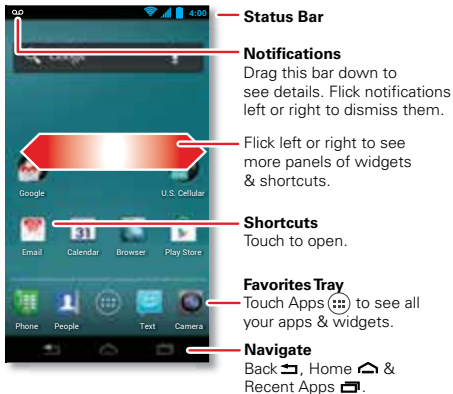 4:00
Google
Google
U.S. Cellular
31
Email
Calendar
Browser
Play Store
Phone
People
Text
Camera
Status Bar
Notifications
Drag this bar down to
see details. Flick notifications
left or right to dismiss them.
Flick left or right to see
more panels of widgets
& shortcuts.
Shortcuts
Touch to open.
Favorites Tray
Touch Apps to see all
your apps & widgets.
Navigate
Back , Home &
Recent Apps .